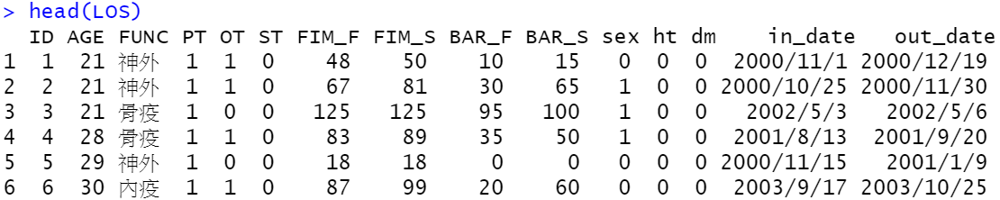 > head(LOS)
ID AGE FUNC PT OT ST FIM_F FIM_S BAR_F BAR_S sex ht dm in_date out_date
1 1 21 神外 1 1 0 48 50 10 15 0 0 0 2000/11/1 2000/12/19
2 2 21 神外 1 1 0 67 81 30 65 1 0 0 2000/10/25 2000/11/30
3 3 21 骨疫 1 0 0 125 125 95 100 1 0 0 2002/5/3 2002/5/6
4 4 28 骨疫 1 1 0 83 89 35 50 1 0 0 2001/8/13 2001/9/20
5 5 29 神外 1 0 0 18 18 0 0 0 0 0 2000/11/15 2001/1/9
6 6 30 內疫 1 1 0 87 99 20 60 0 0 0 2003/9/17 2003/10/25